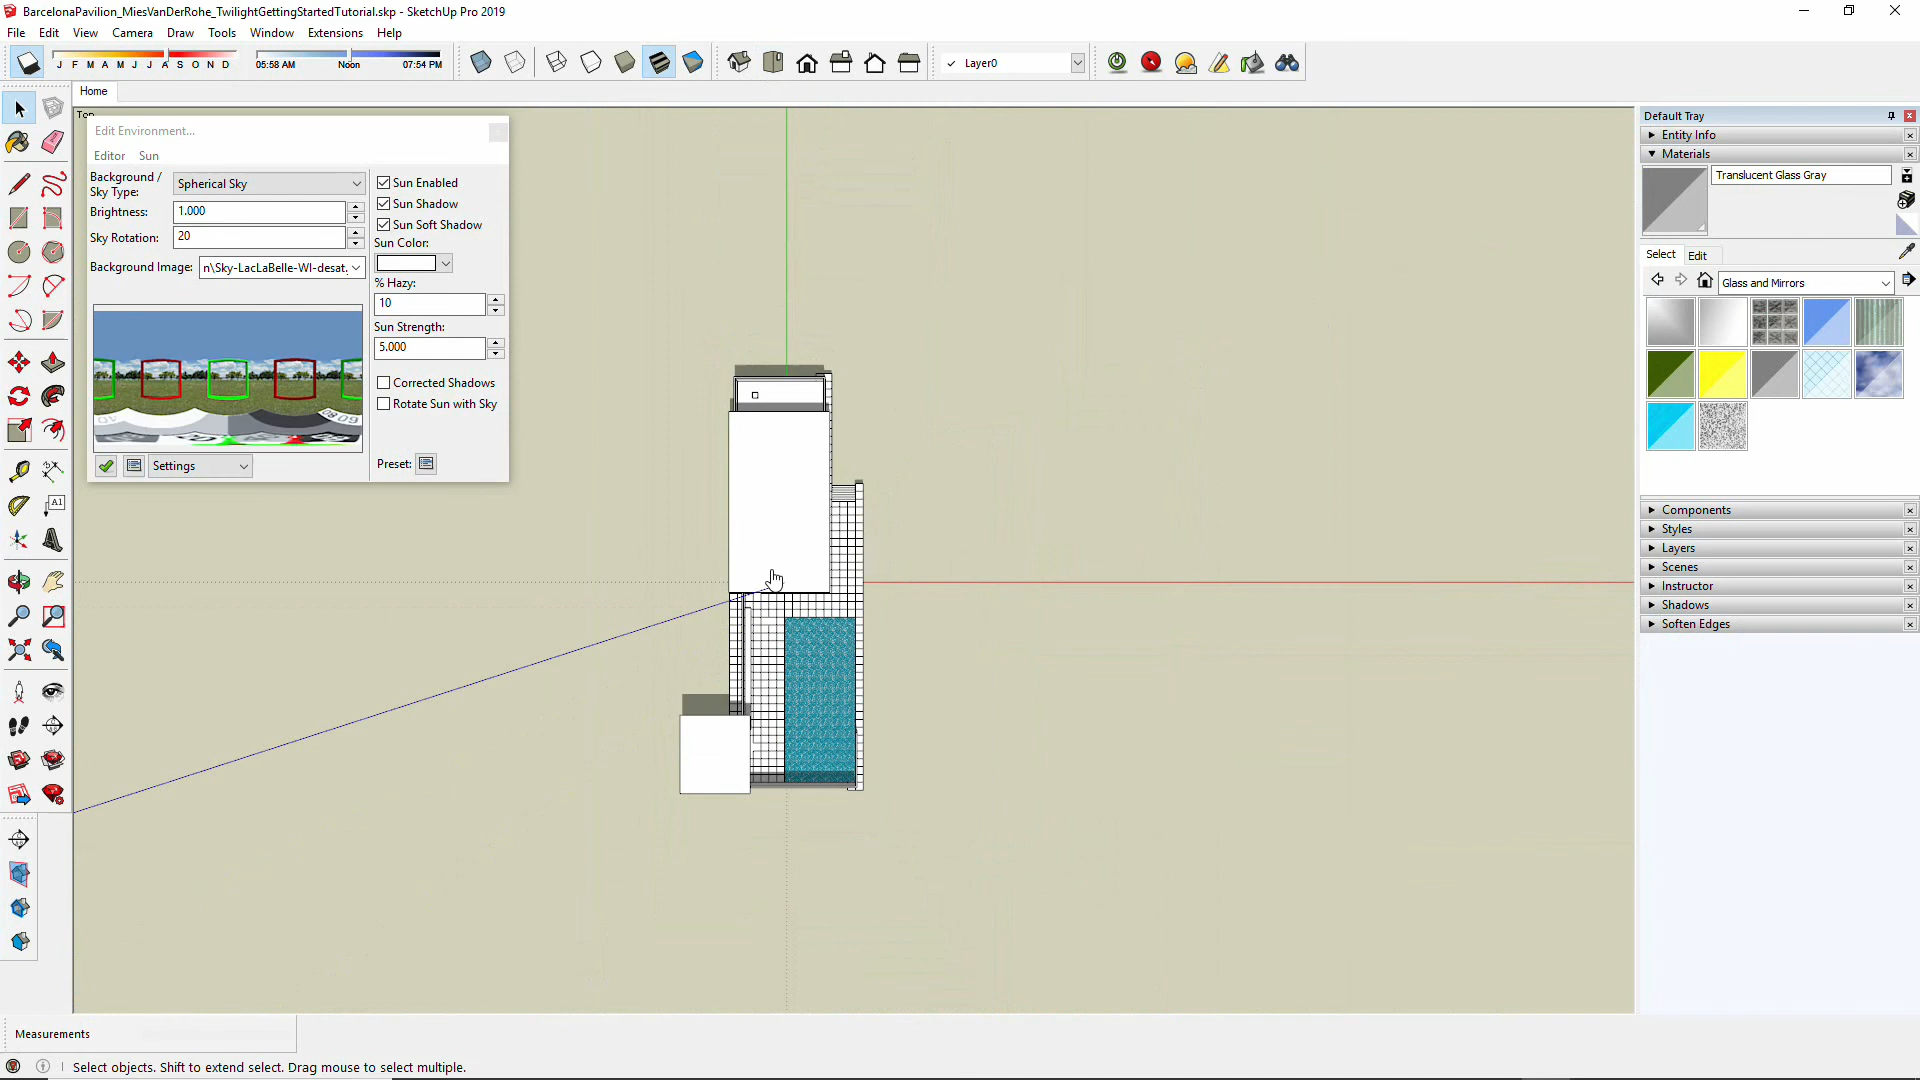 BarcelonaPavilion_MiesVanDerRohe_TwilightGettingStartedTutorial.skp - SketchUp Pro 2019
File Edit View Camera Draw Tools Window Extensions Help
J F M A M J J A S O N D
05:58 AM Noon 07:54 PM
Layer0
Home
Top
Edit Environment...
Editor Sun
Background / Sky Type:
Spherical Sky
Brightness:
1.000
Sky Rotation:
20
Background Image:
n\Sky-LacLaBelle-WI-desat.
Sun Enabled
Sun Shadow
Sun Soft Shadow
Sun Color:
% Hazy:
10
Sun Strength:
5.000
Corrected Shadows
Rotate Sun with Sky
Settings
Preset:
A1
Default Tray
Entity Info
Materials
Translucent Glass Gray
Select Edit
Glass and Mirrors
Components
Styles
Layers
Scenes
Instructor
Shadows
Soften Edges
Measurements
Select objects. Shift to extend select. Drag mouse to select multiple.